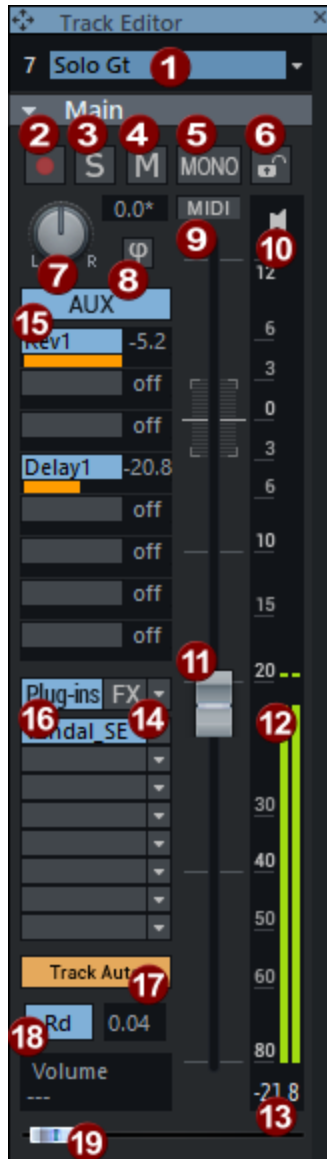 Track Editor ×
7 Solo Gt 1
Main
2 3 4 5 6
S M MONO
0.0* MIDI
L R φ 9 10
7 8
15 AUX
Rev1 -5.2
off
off
Delay1 -20.8
off
off
off
off
12
6
3
0
3
6
10
15
20
30
40
50
60
80
11
12
Plug-ins FX
16 14
Track Aut
17
18 Rd 0.04
Volume
---
-21.8
13
19